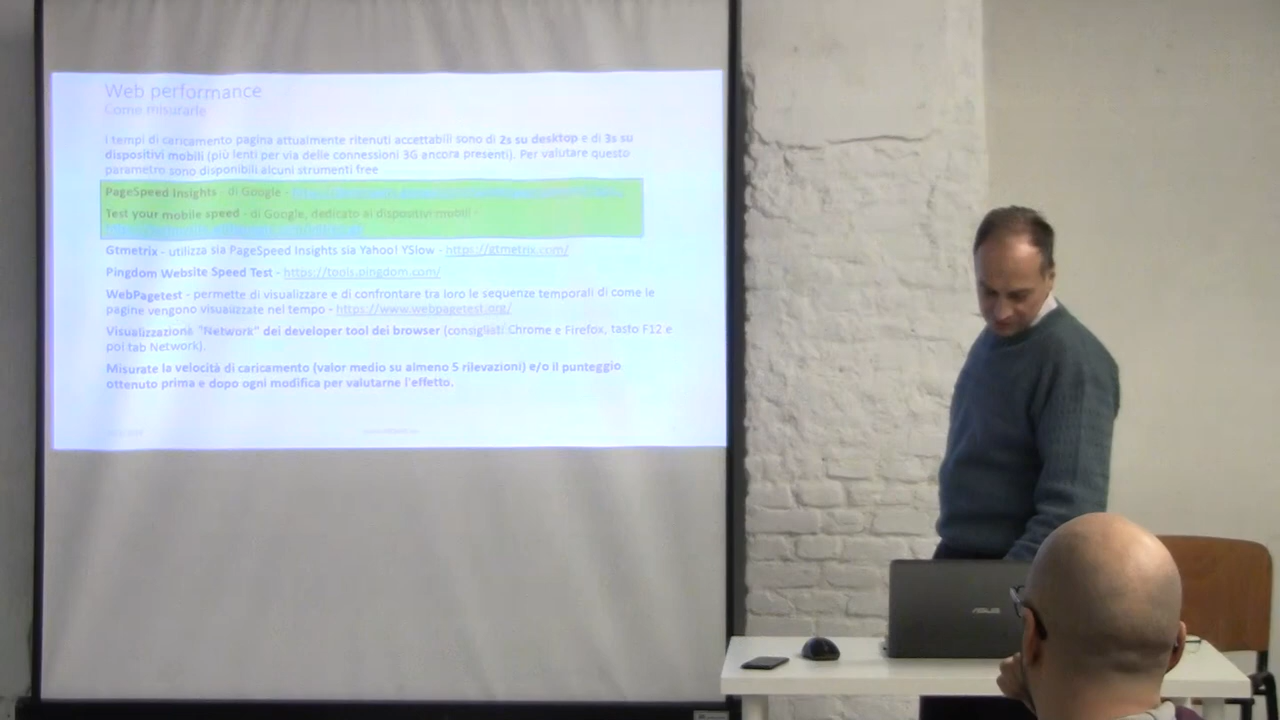 Web performance
Come misurarle
I tempi di caricamento pagina attualmente ritenuti accettabili sono di 2s su desktop e di 3s su
dispositivi mobili (più lenti per via delle connessioni 3G ancora presenti). Per valutare questo
parametro sono disponibili alcuni strumenti free
PageSpeed Insights - di Google -
Test your mobile speed - di Google, dedicato ai dispositivi mobili -
Gtmetrix - utilizza sia PageSpeed Insights sia Yahoo! YSlow - https://gtmetrix.com/
Pingdom Website Speed Test - https://tools.pingdom.com/
WebPagetest - permette di visualizzare e di confrontare tra loro le sequenze temporali di come le
pagine vengono visualizzate nel tempo - https://www.webpagetest.org/
Visualizzazione "Network" dei developer tool dei browser (consigliati Chrome e Firefox, tasto F12 e
poi tab Network).
Misurate la velocità di caricamento (valor medio su almeno 5 rilevazioni) e/o il punteggio
ottenuto prima e dopo ogni modifica per valutarne l'effetto.
ASUS